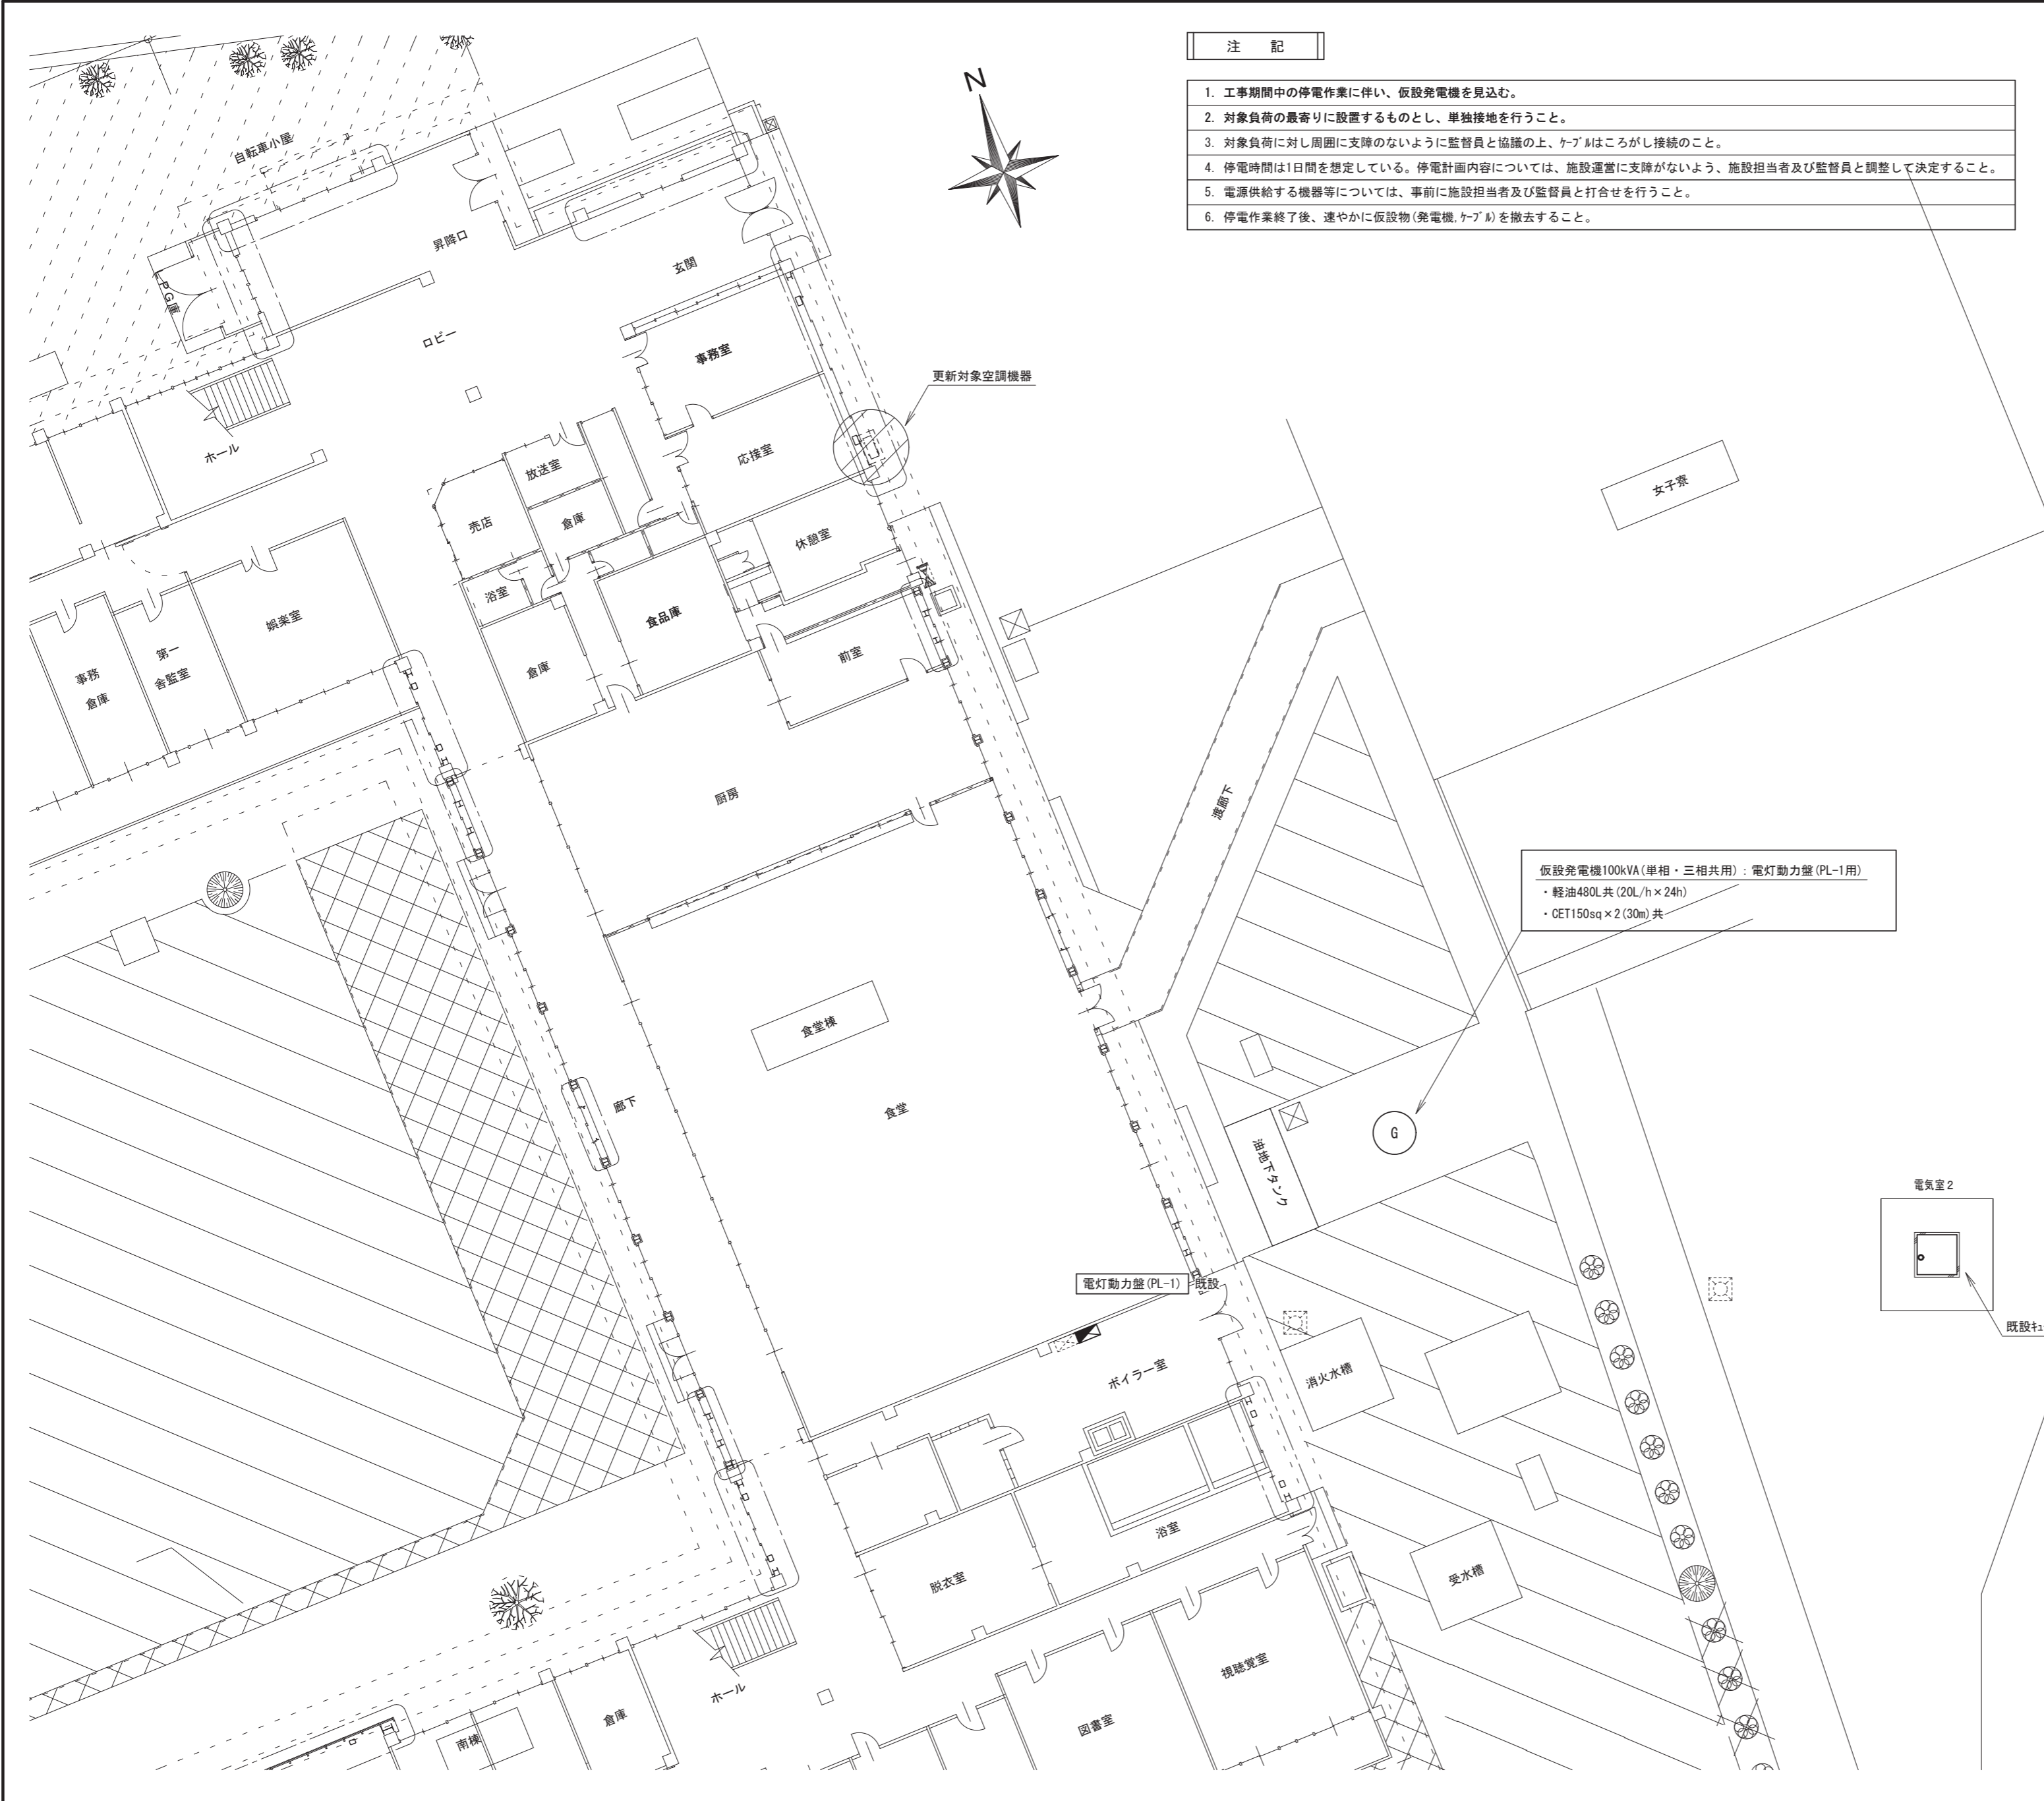 注 記
1. 工事期間中の停電作業に伴い、仮設発電機を見込む。
2. 対象負荷の最寄りに設置するものとし、単独接地を行うこと。
3. 対象負荷に対し周囲に支障のないように監督員と協議の上、ｹｰﾌﾞﾙはころがし接続のこと。
4. 停電時間は1日間を想定している。停電計画内容については、施設運営に支障がないよう、施設担当者及び監督員と調整して決定すること。
5. 電源供給する機器等については、事前に施設担当者及び監督員と打合せを行うこと。
6. 停電作業終了後、速やかに仮設物(発電機,ｹｰﾌﾞﾙ)を撤去すること。
N
自転車小屋
昇降口
玄関
PG庫
ロビー
事務室
更新対象空調機器
ホール
放送室
応接室
売店
倉庫
休憩室
女子寮
浴室
食品庫
娯楽室
第一
舎監室
事務
倉庫
倉庫
前室
厨房
渡廊下
仮設発電機100kVA(単相・三相共用)：電灯動力盤(PL-1用)
・軽油480L共(20L/h×24h)
・CET150sq×2(30m)共
食堂棟
廊下
食堂
G
油地下タンク
電気室２
電灯動力盤(PL-1) 既設
既設ｷｭ
ボイラー室
消火水槽
浴室
脱衣室
受水槽
視聴覚室
ホール
図書室
倉庫
南棟